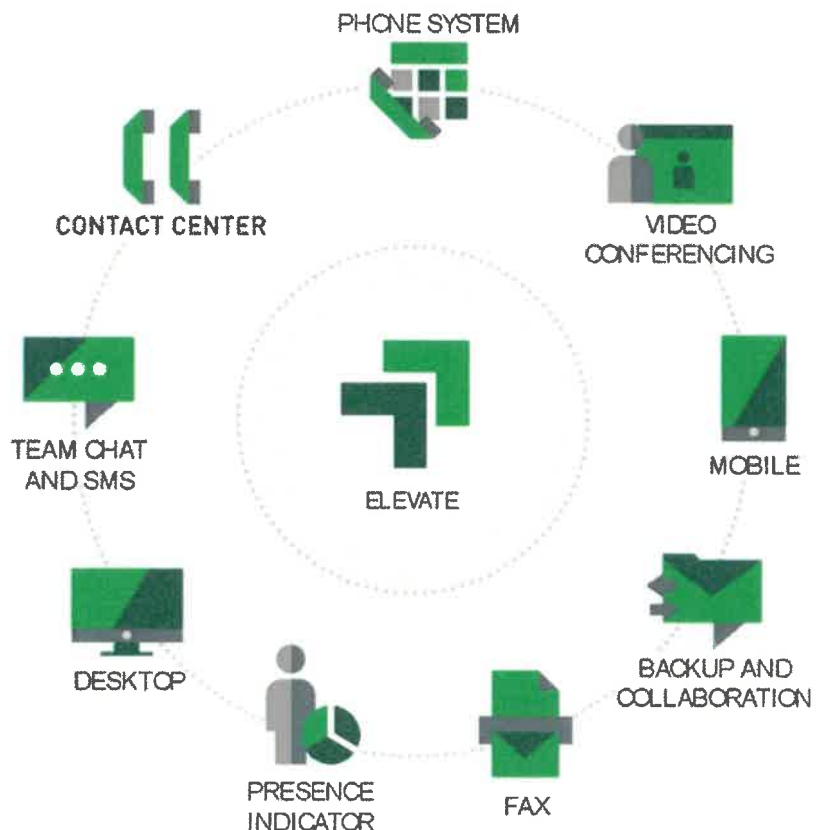 PHONE SYSTEM
CONTACT CENTER
VIDEO
CONFERENCING
TEAM CHAT
AND SMS
MOBILE
ELEVATE
DESKTOP
BACKUP AND
COLLABORATION
PRESENCE
INDICATOR
FAX